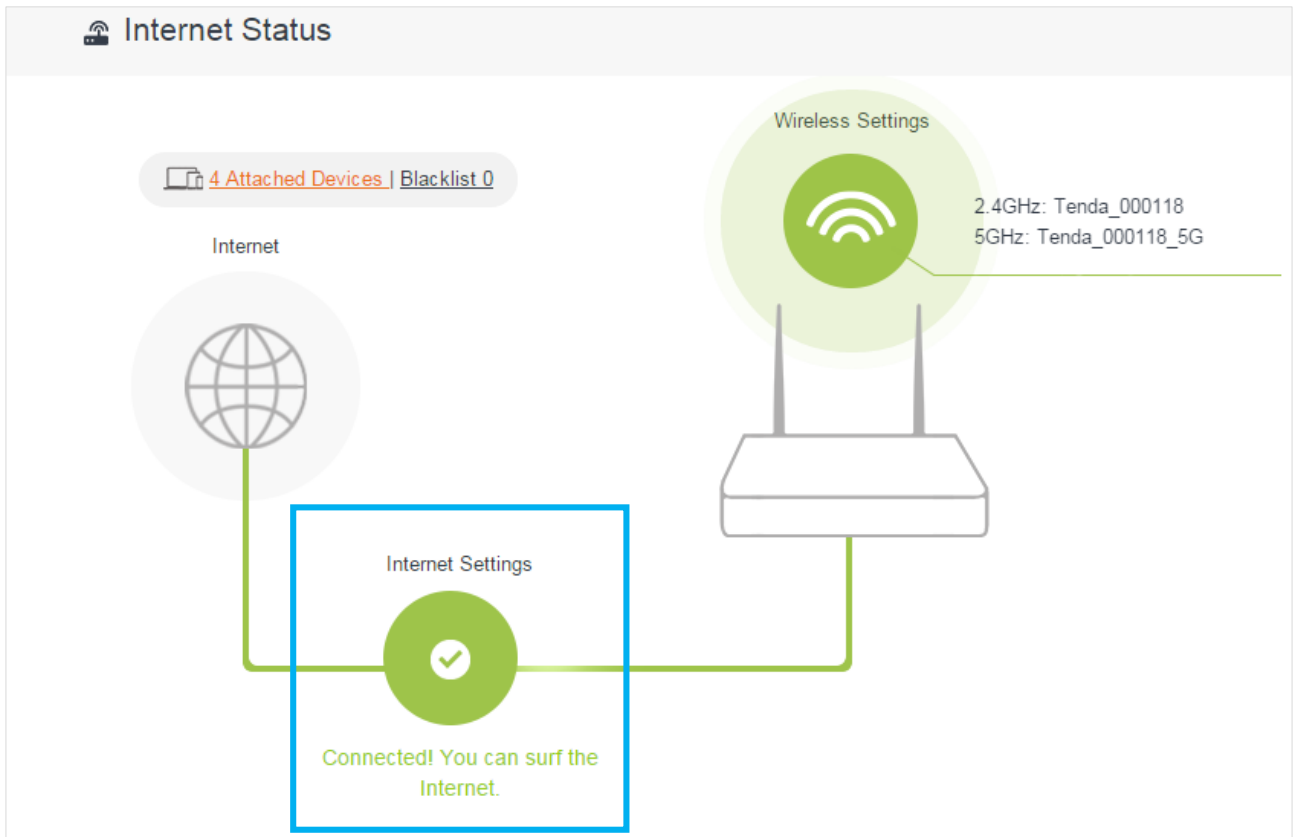 Internet Status
Wireless Settings
4 Attached Devices | Blacklist 0
2.4GHz: Tenda_000118
5GHz: Tenda_000118_5G
Internet
Internet Settings
Connected! You can surf the
Internet.